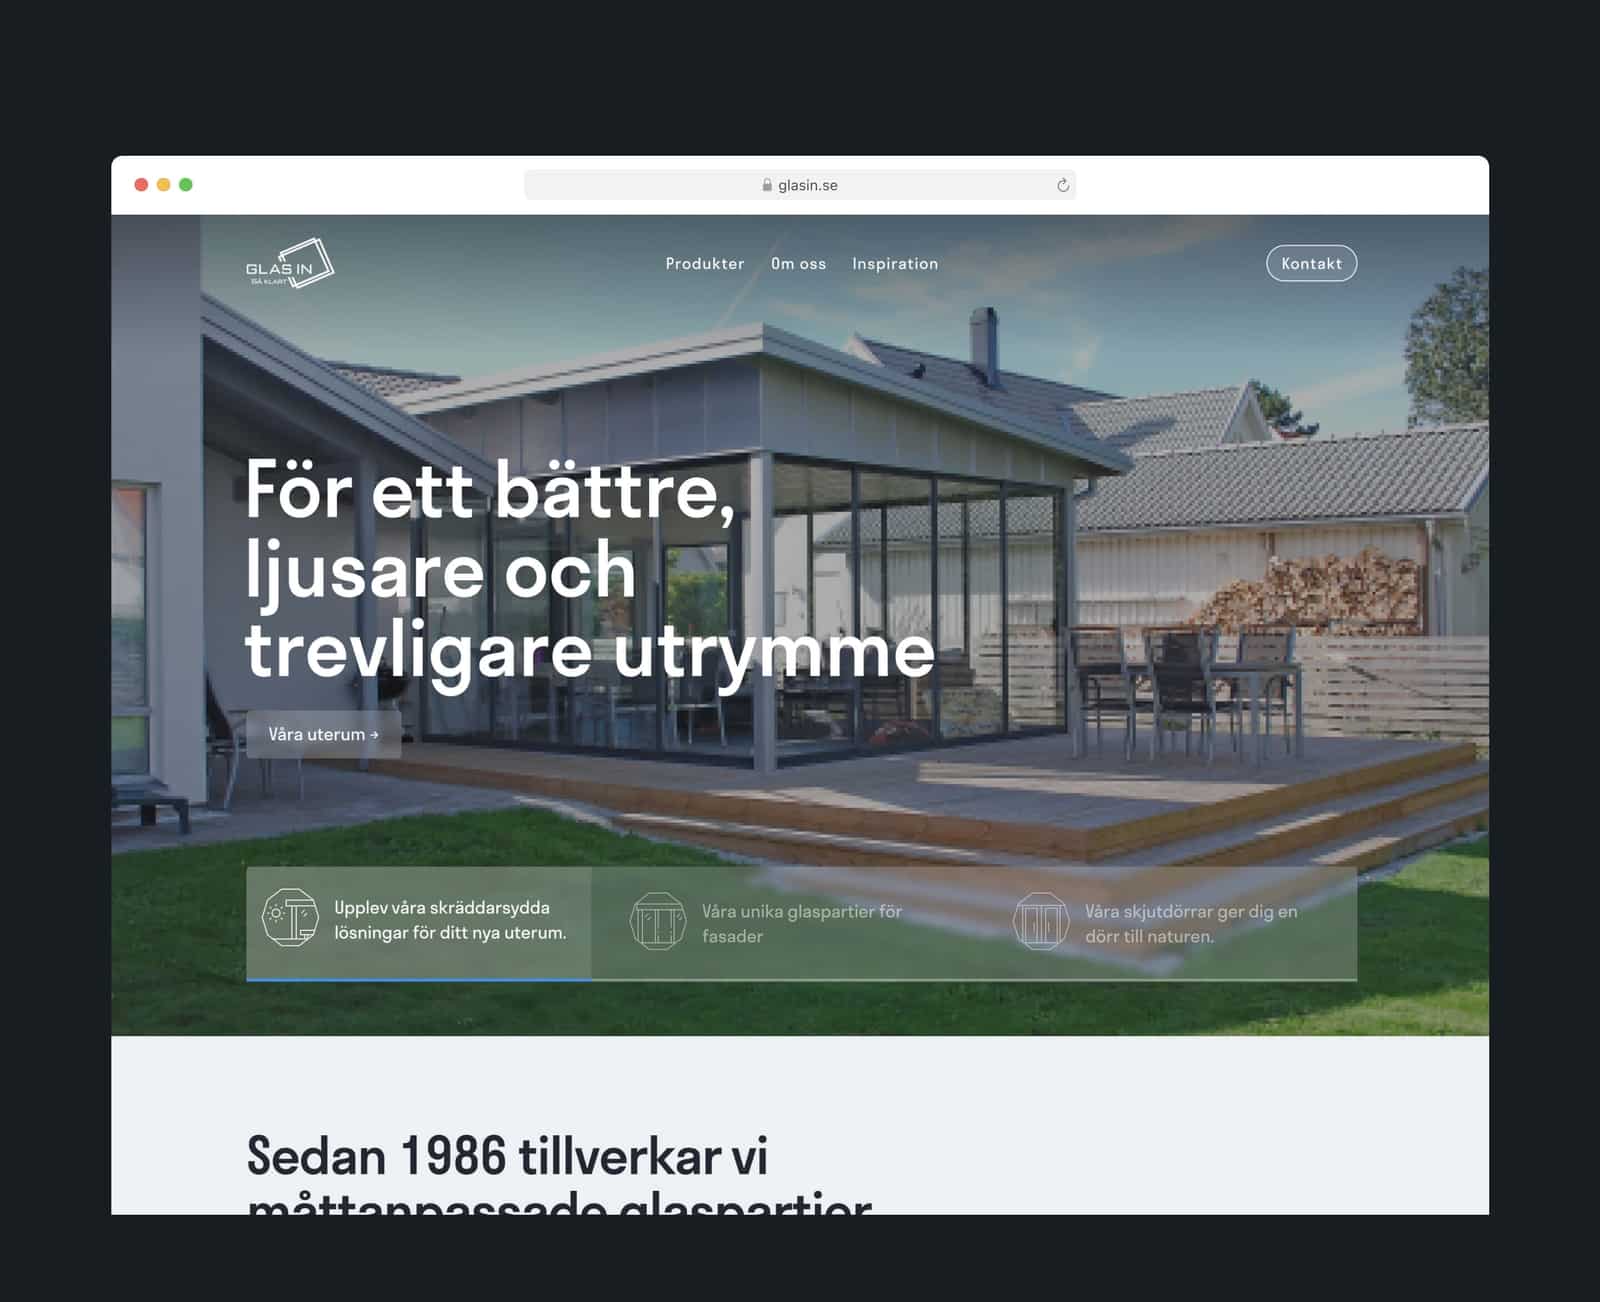 glasin.se
GLAS IN
SÅ KLART
Produkter
Om oss
Inspiration
Kontakt
För ett bättre,
ljusare och
trevligare utrymme
Våra uterum →
Upplev våra skräddarsydda
lösningar för ditt nya uterum.
Våra unika glaspartier för
fasader
Våra skjutdörrar ger dig en
dörr till naturen.
Sedan 1986 tillverkar vi
måttanpassade glaspartier